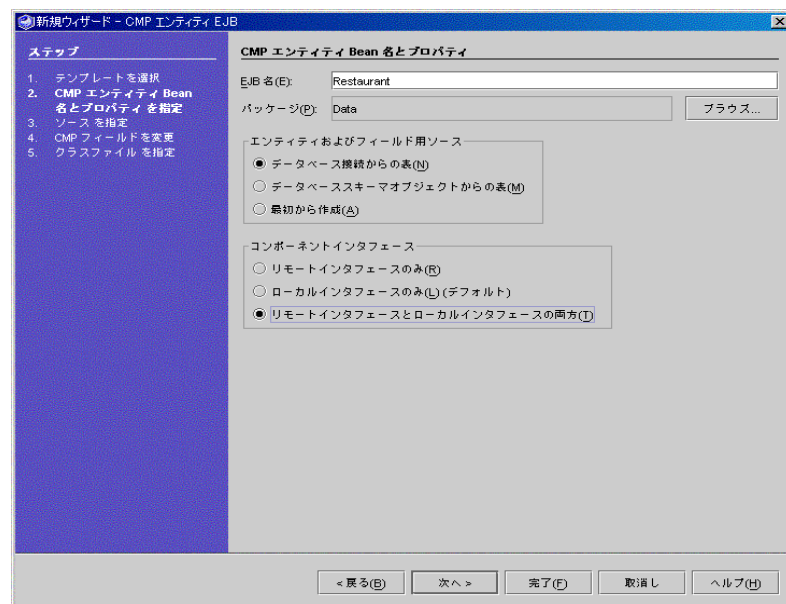 新規ウィザード - CMP エンティティ EJB
ステップ
1. テンプレートを選択
2. CMP エンティティ Bean
名とプロパティ を指定
3. ソース を指定
4. CMP フィールドを変更
5. クラスファイル を指定
CMP エンティティ Bean 名とプロパティ
EJB 名(E): Restaurant
パッケージ(P): Data ブラウズ...
エンティティおよびフィールド用ソース
データベース接続からの表(N)
データベーススキーマオブジェクトからの表(M)
最初から作成(A)
コンポーネントインタフェース
リモートインタフェースのみ(R)
ローカルインタフェースのみ(L) (デフォルト)
リモートインタフェースとローカルインタフェースの両方(T)
« 戻る(B) 次へ » 完了(F) 取消し ヘルプ(H)